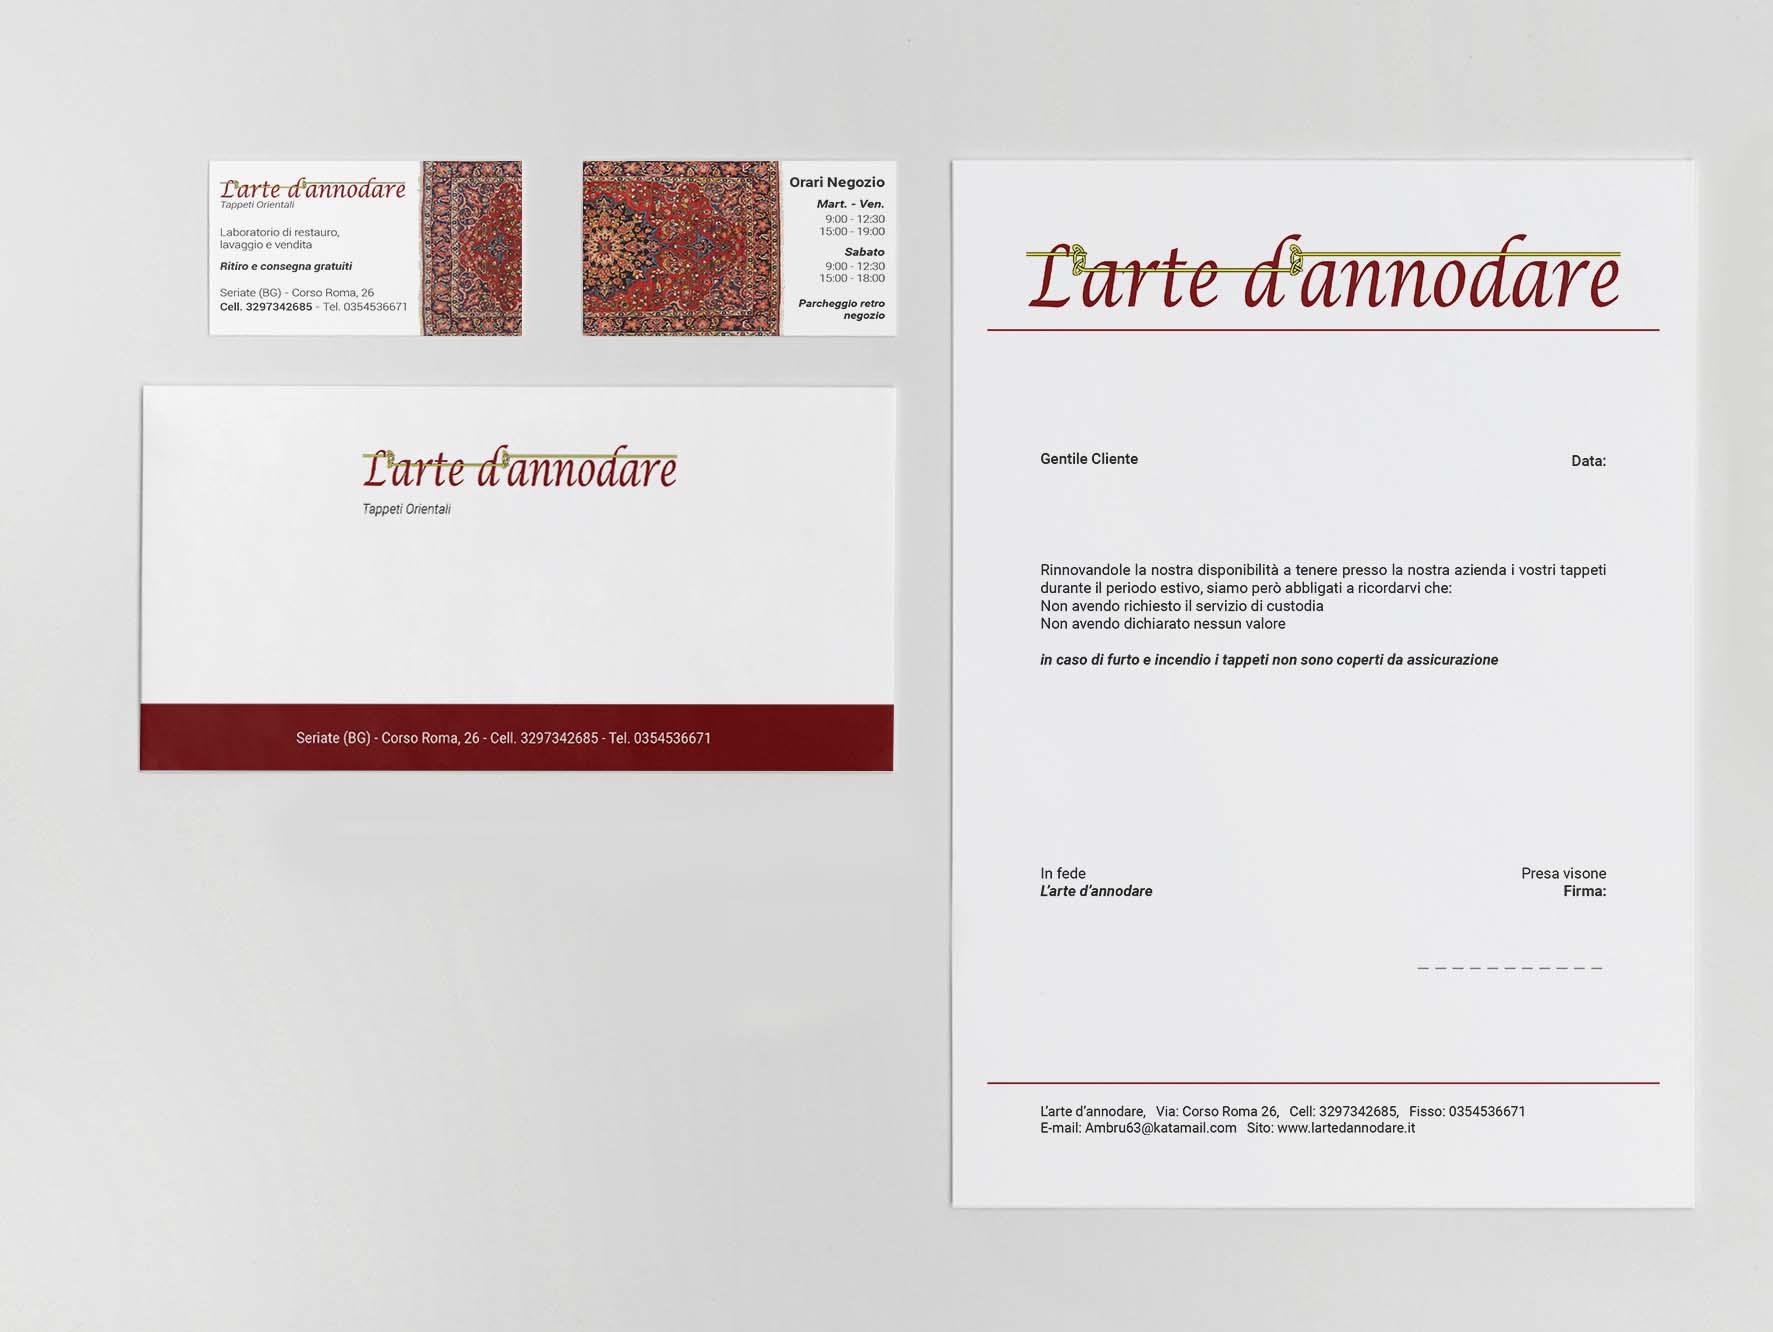 L'arte d'annodare
Tappeti Orientali
Laboratorio di restauro,
lavaggio e vendita
Ritiro e consegna gratuiti
Seriate (BG) - Corso Roma, 26
Cell. 3297342685 - Tel. 0354536671
Orari Negozio
Mart. - Ven.
9:00 - 12:30
15:00 - 19:00
Sabato
9:00 - 12:30
15:00 - 18:00
Parcheggio retro
negozio
L'arte d'annodare
Tappeti Orientali
Seriate (BG) - Corso Roma, 26 - Cell. 3297342685 - Tel. 0354536671
L'arte d'annodare
Gentile Cliente
Data:
Rinnovandole la nostra disponibilità a tenere presso la nostra azienda i vostri tappeti
durante il periodo estivo, siamo però abbligati a ricordarvi che:
Non avendo richiesto il servizio di custodia
Non avendo dichiarato nessun valore
in caso di furto e incendio i tappeti non sono coperti da assicurazione
In fede
L'arte d'annodare
Presa visone
Firma:
L'arte d'annodare, Via: Corso Roma 26, Cell: 3297342685, Fisso: 0354536671
E-mail: Ambru63@katamail.com Sito: www.lartedannodare.it